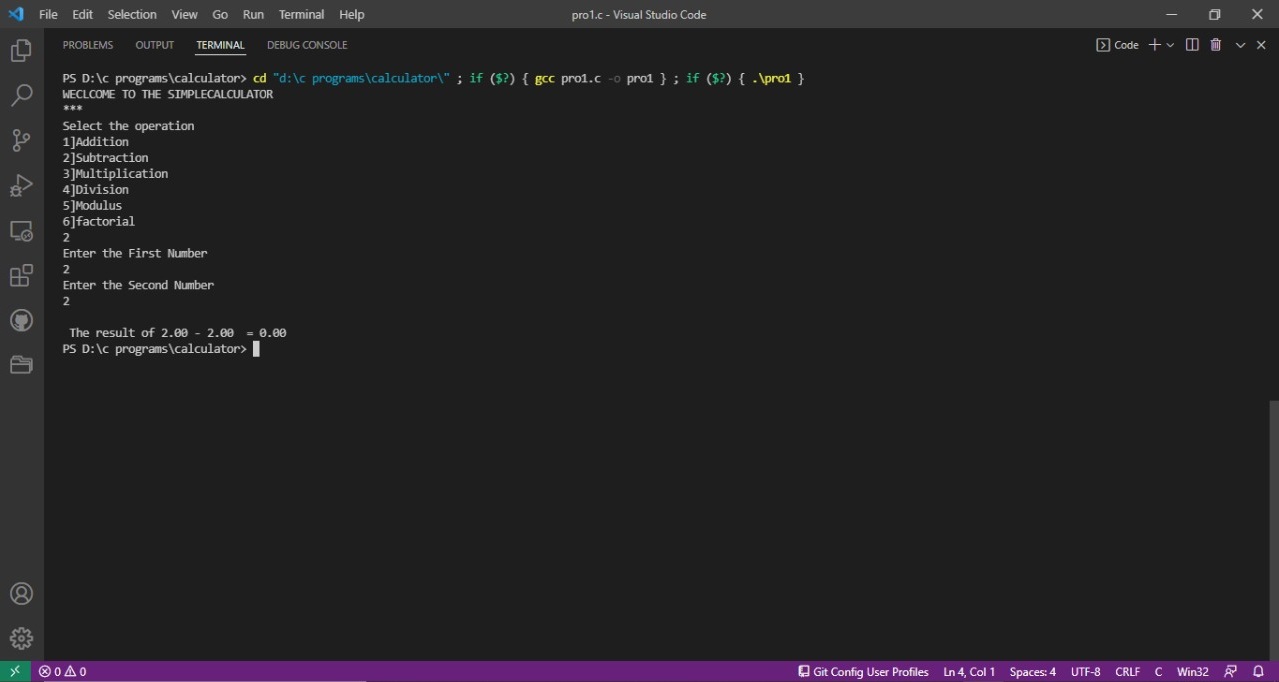 File Edit Selection View Go Run Terminal Help pro1.c - Visual Studio Code
PROBLEMS OUTPUT TERMINAL DEBUG CONSOLE Code
PS D:\c programs\calculator> cd "d:\c programs\calculator\" ; if ($?) { gcc pro1.c -o pro1 } ; if ($?) { .\pro1 }
WECLCOME TO THE SIMPLECALCULATOR
***
Select the operation
1]Addition
2]Subtraction
3]Multiplication
4]Division
5]Modulus
6]factorial
2
Enter the First Number
2
Enter the Second Number
2
The result of 2.00 - 2.00  = 0.00
PS D:\c programs\calculator>
0 0 Git Config User Profiles Ln 4, Col 1 Spaces: 4 UTF-8 CRLF C Win32